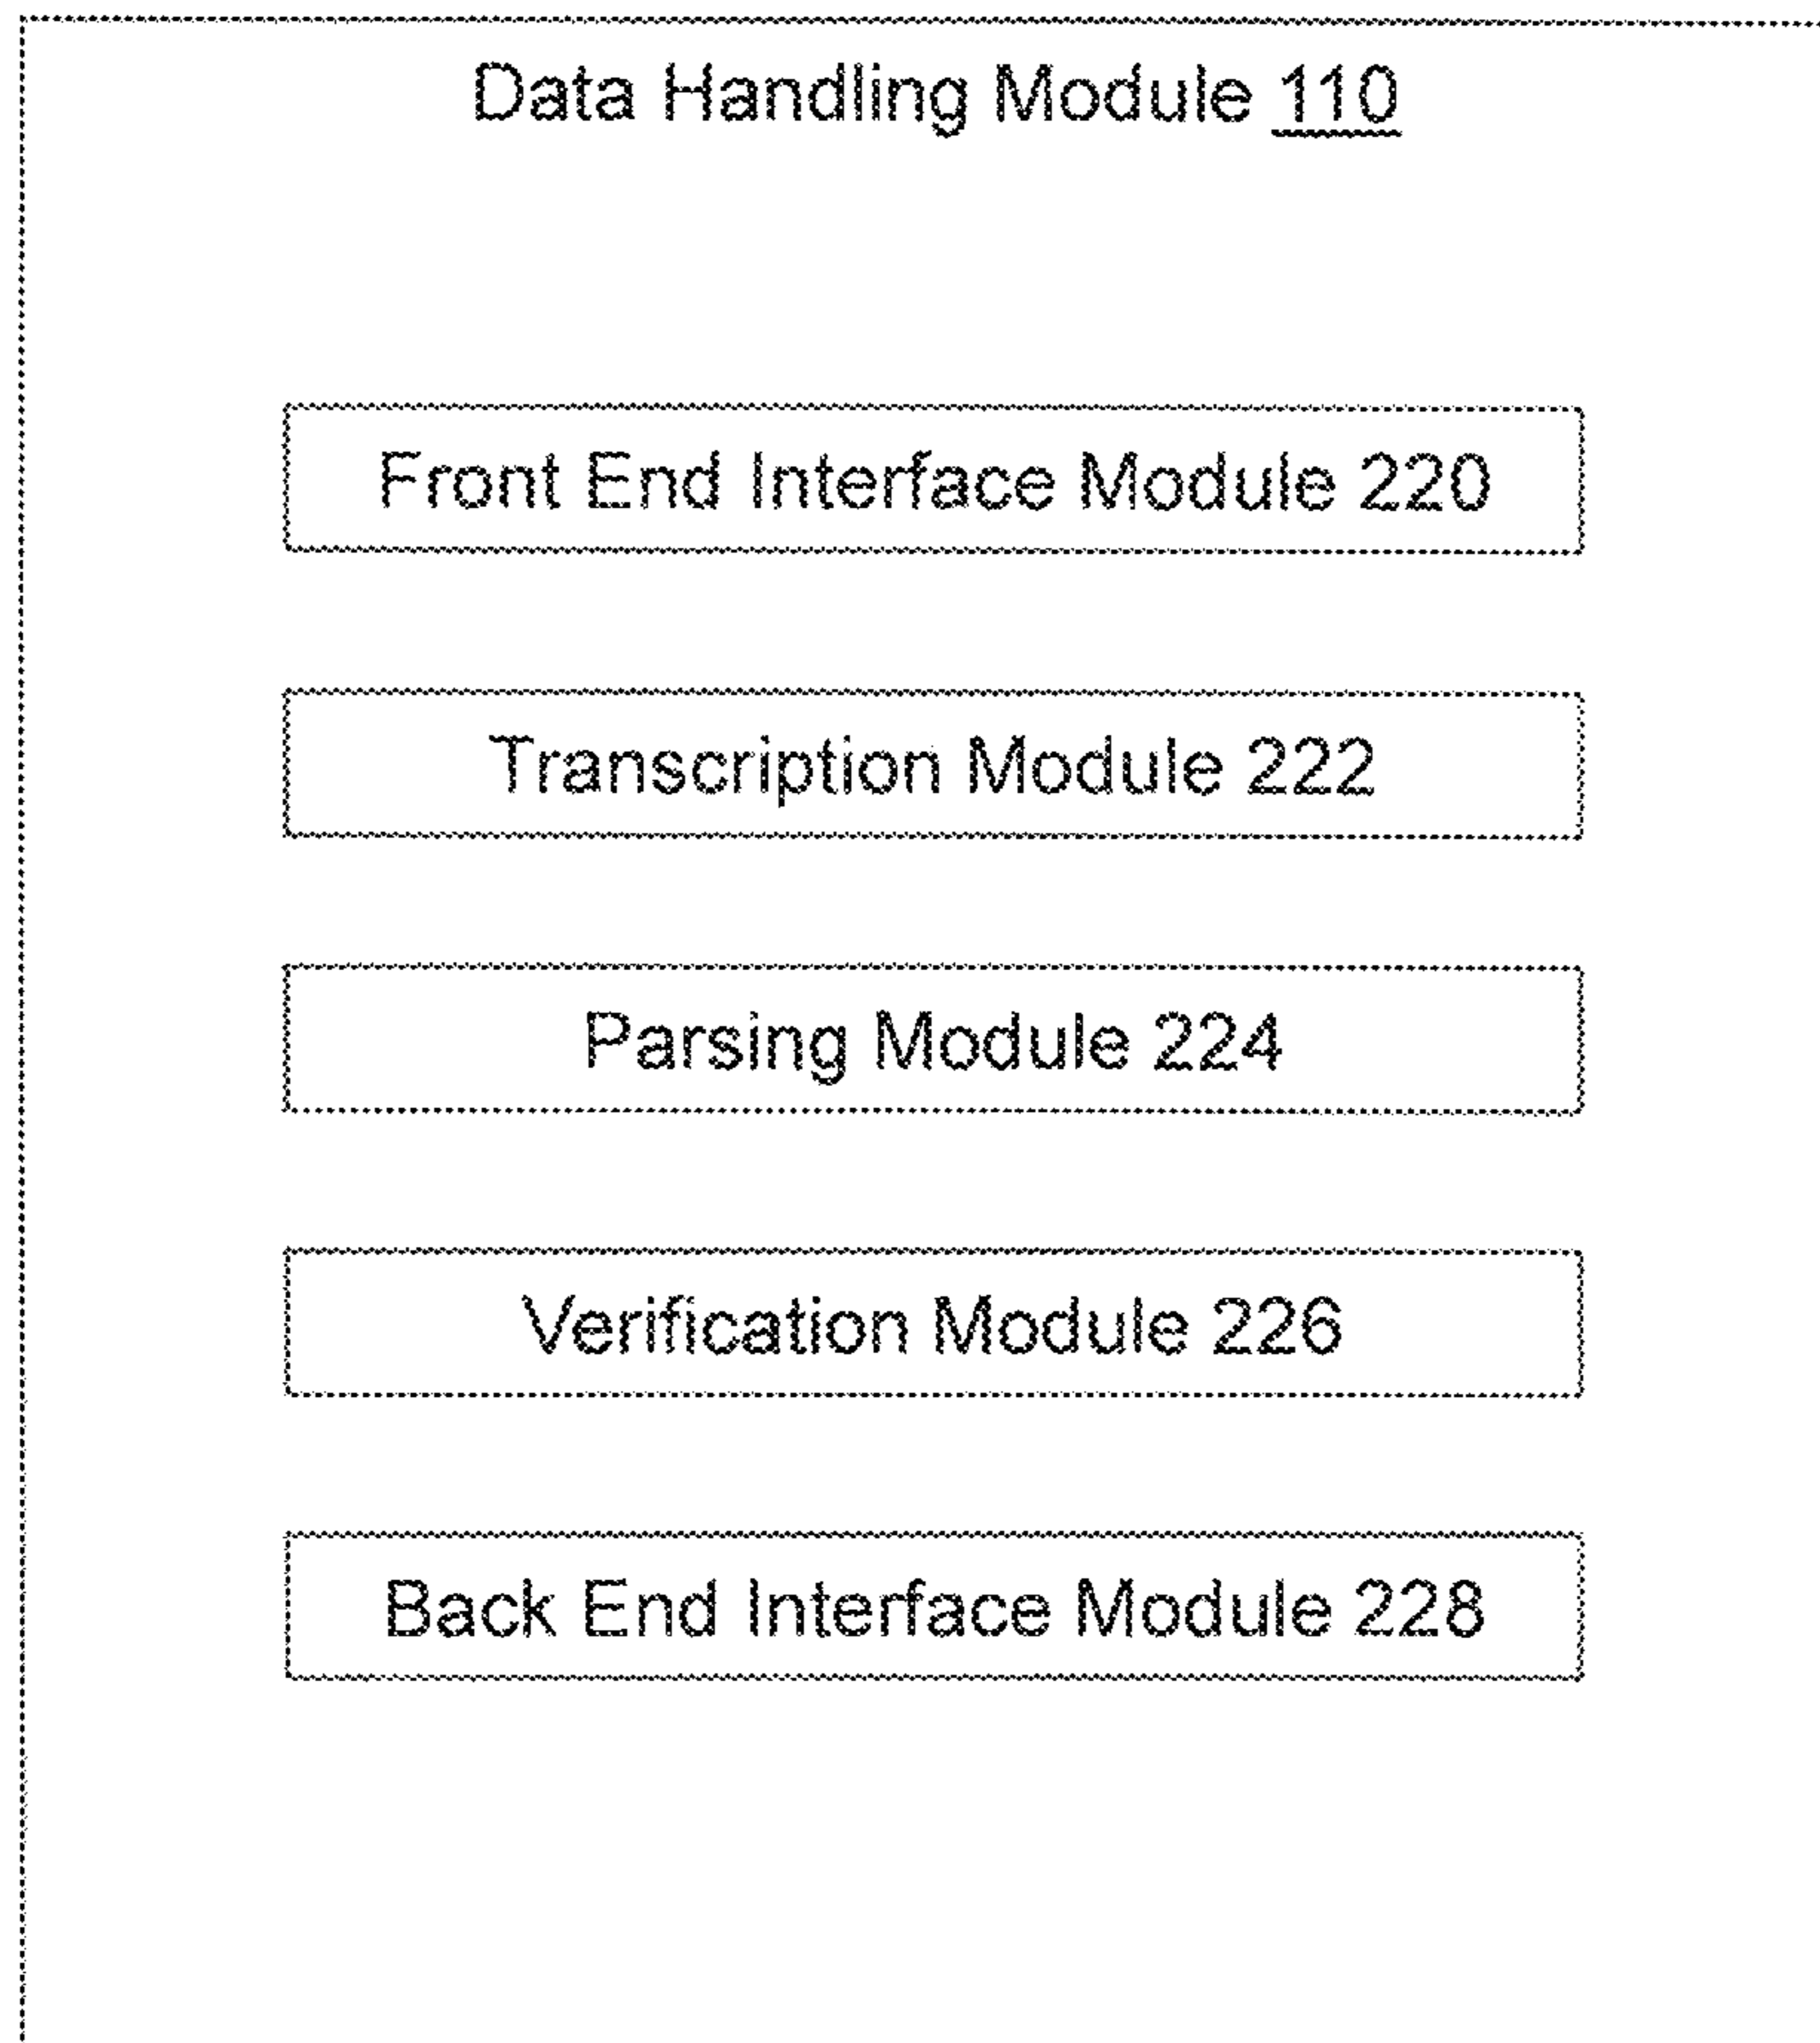 Data Handling Module 110
Front End Interface Module 220
Transcription Module 222
Parsing Module 224
Verification Module 226
Back End Interface Module 228